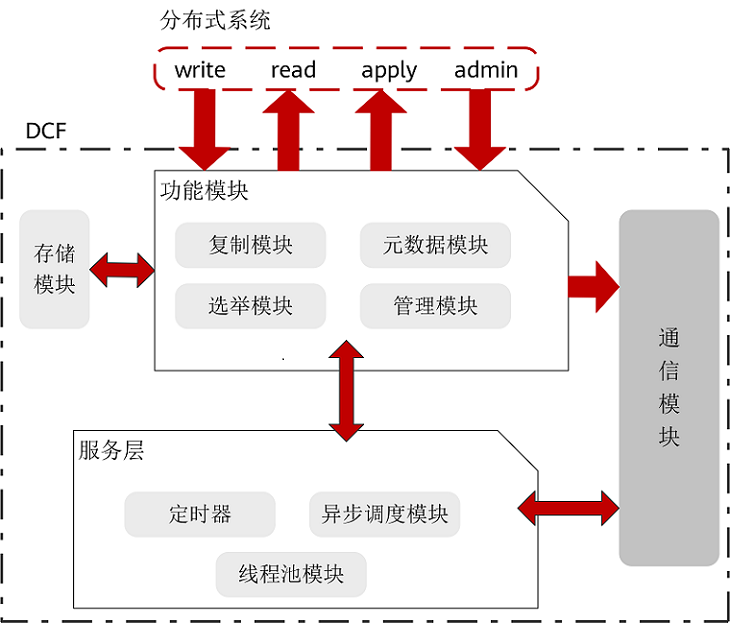 分布式系统
write read apply admin
DCF
功能模块
存储
模块
复制模块 元数据模块
选举模块 管理模块
通
信
模
块
服务层
定时器 异步调度模块
线程池模块